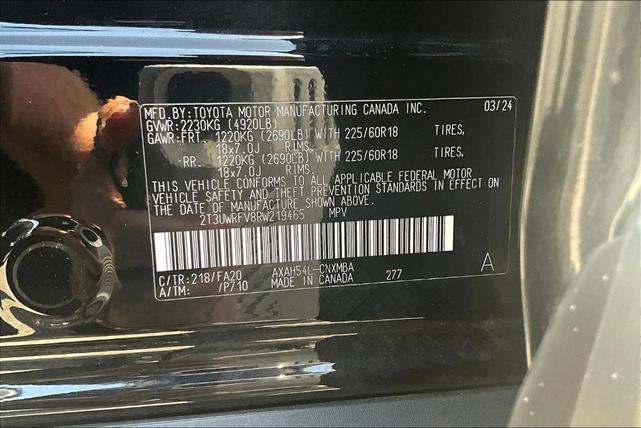 MFD.BY:TOYOTA MOTOR MANUFACTURING CANADA INC. 03/24
GVWR:2230KG (4920LB)
GAWR:FRT 1220KG (2690LB) WITH 225/60R18 TIRES,
18x7.0J RIMS.
RR 1220KG (2690LB) WITH 225/60R18 TIRES,
18x7.0J RIMS.
THIS VEHICLE CONFORMS TO ALL APPLICABLE FEDERAL MOTOR
VEHICLE SAFETY AND THEFT PREVENTION STANDARDS IN EFFECT ON
THE DATE OF MANUFACTURE SHOWN ABOVE.
2T3UWRFV8RW219465 MPV
C/TR:218/FA20 AXAH54L-CNXMBA 277 A
A/TM: /P710 MADE IN CANADA